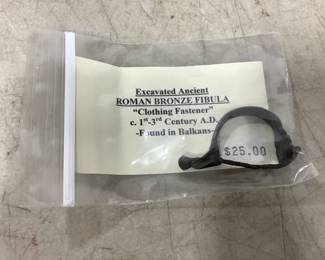 Excavated Ancient
ROMAN BRONZE FIBULA
"Clothing Fastener"
c. 1st-3rd Century A.D.
-Found in Balkans-
$25.00